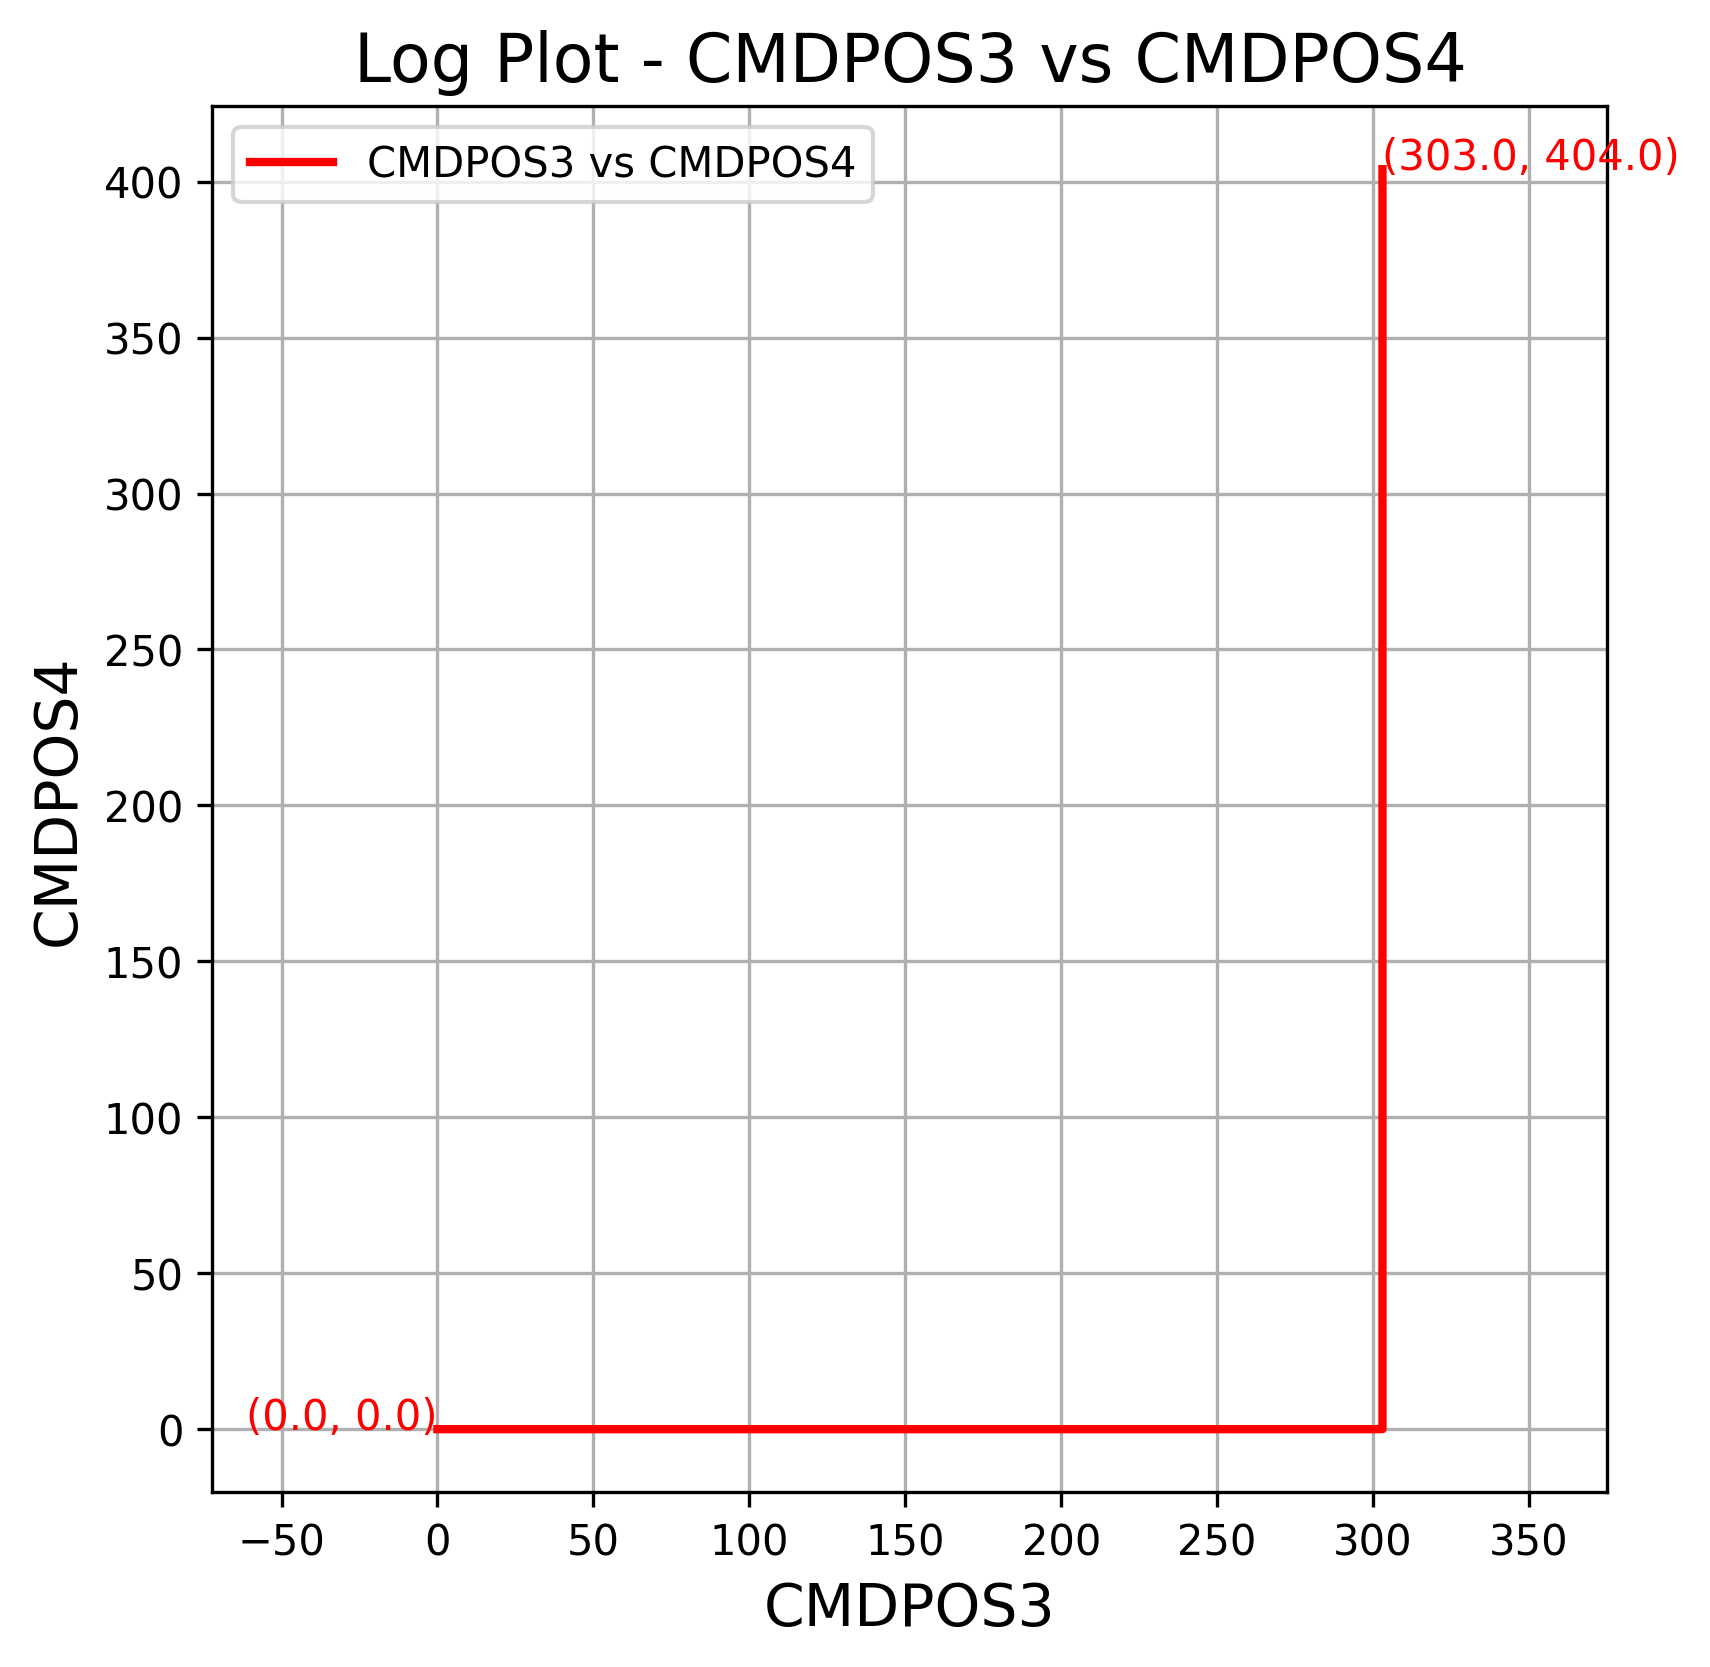 Log Plot - CMDPOS3 vs CMDPOS4
CMDPOS3 vs CMDPOS4
(303.0, 404.0)
400
350
300
250
200
150
100
50
0
CMDPOS4
(0.0, 0.0)
−50 0 50 100 150 200 250 300 350
CMDPOS3